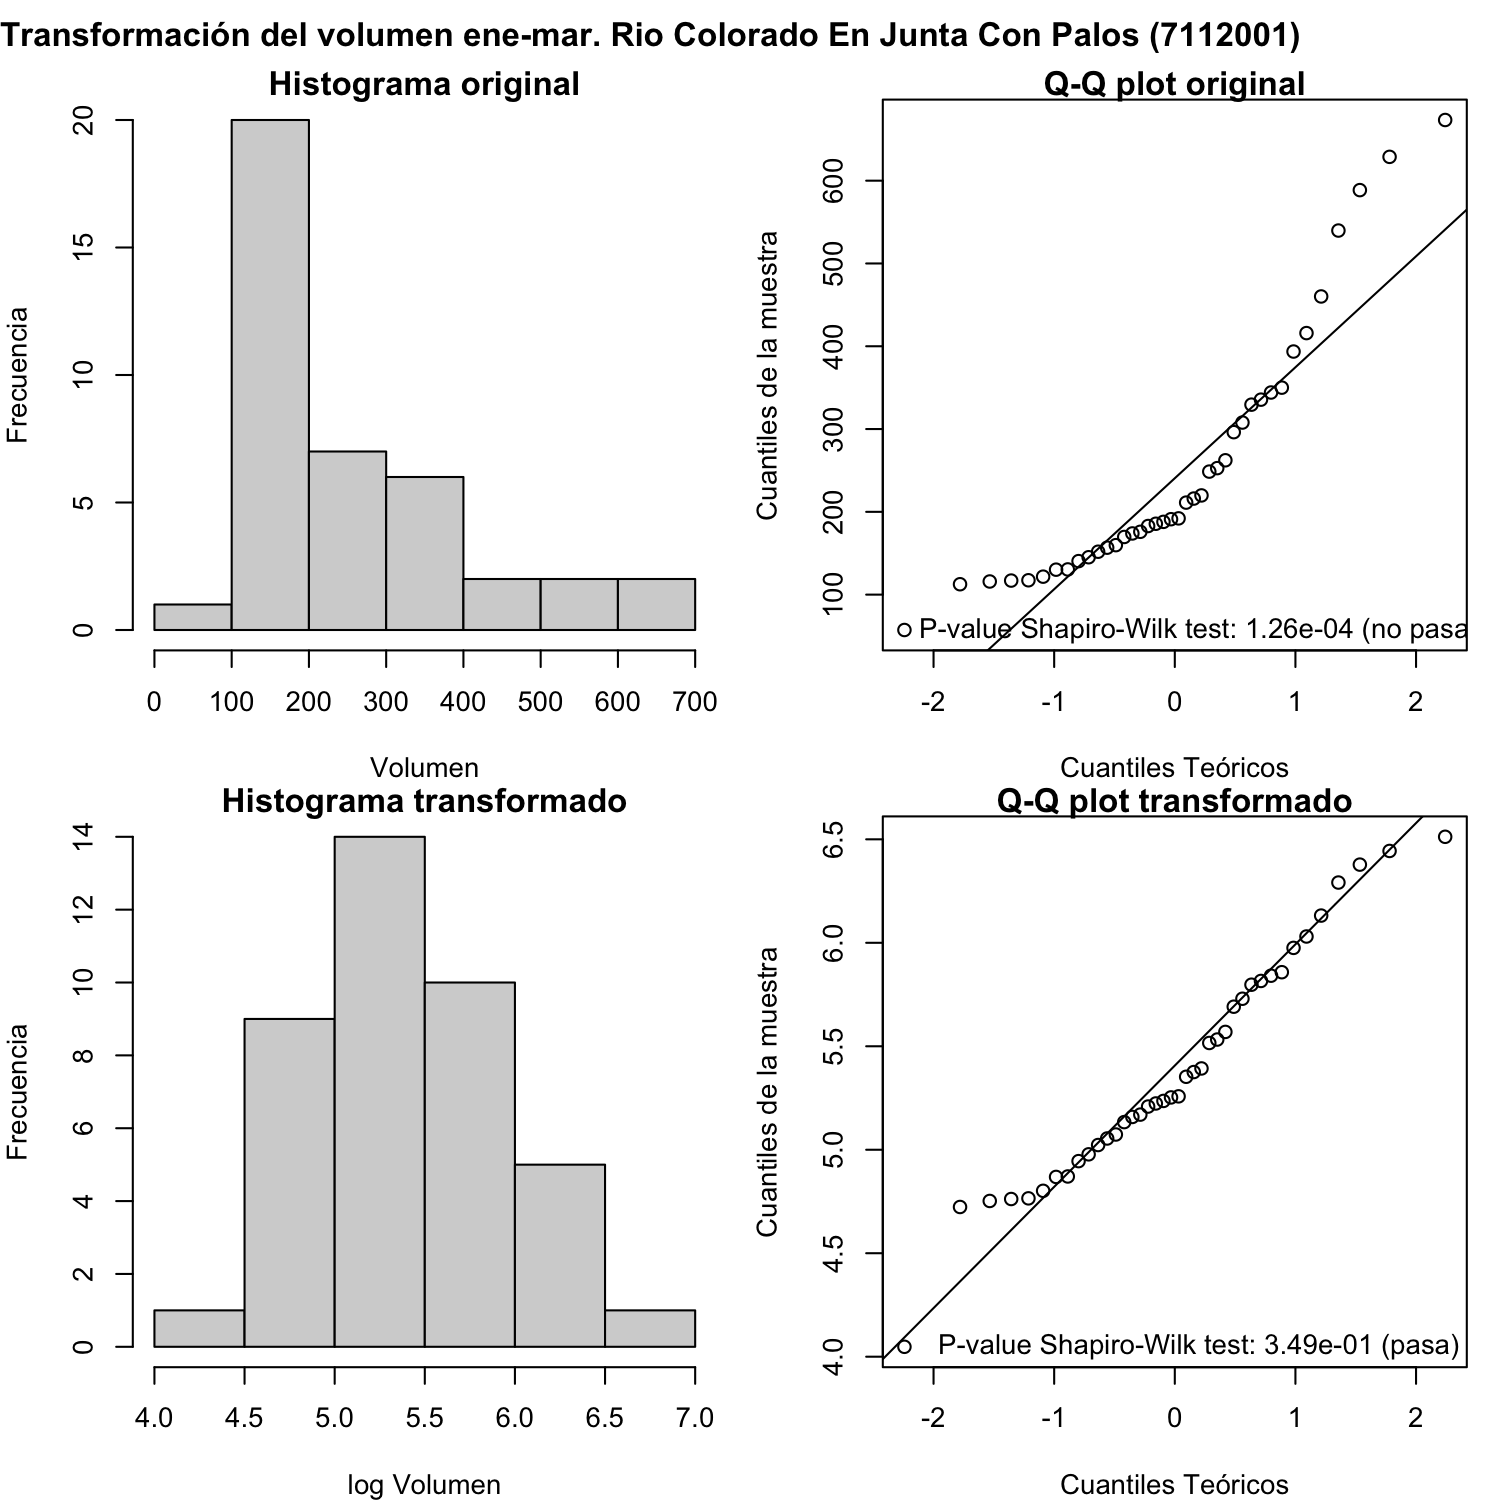 Transformación del volumen ene-mar. Rio Colorado En Junta Con Palos (7112001)
Histograma original
Frecuencia
20
15
10
5
0
0 100 200 300 400 500 600 700
Volumen
Q-Q plot original
Cuantiles de la muestra
600
500
400
300
200
100
P-value Shapiro-Wilk test: 1.26e-04 (no pasa
-2 -1 0 1 2
Cuantiles Teóricos
Histograma transformado
Frecuencia
14
12
10
8
6
4
2
0
4.0 4.5 5.0 5.5 6.0 6.5 7.0
log Volumen
Q-Q plot transformado
Cuantiles de la muestra
6.5
6.0
5.5
5.0
4.5
4.0
P-value Shapiro-Wilk test: 3.49e-01 (pasa)
-2 -1 0 1 2
Cuantiles Teóricos